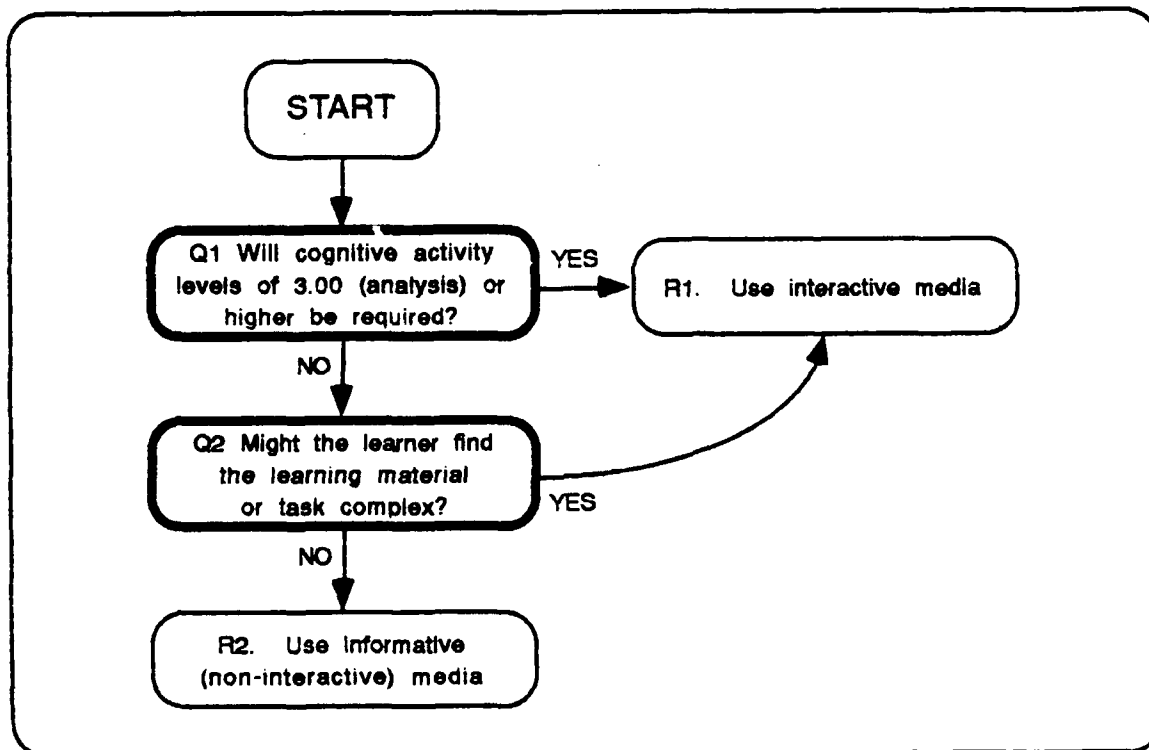 START
Q1 Will cognitive activity
levels of 3.00 (analysis) or
higher be required?
YES
R1. Use interactive media
NO
Q2 Might the learner find
the learning material
or task complex?
YES
NO
R2. Use informative
(non-interactive) media